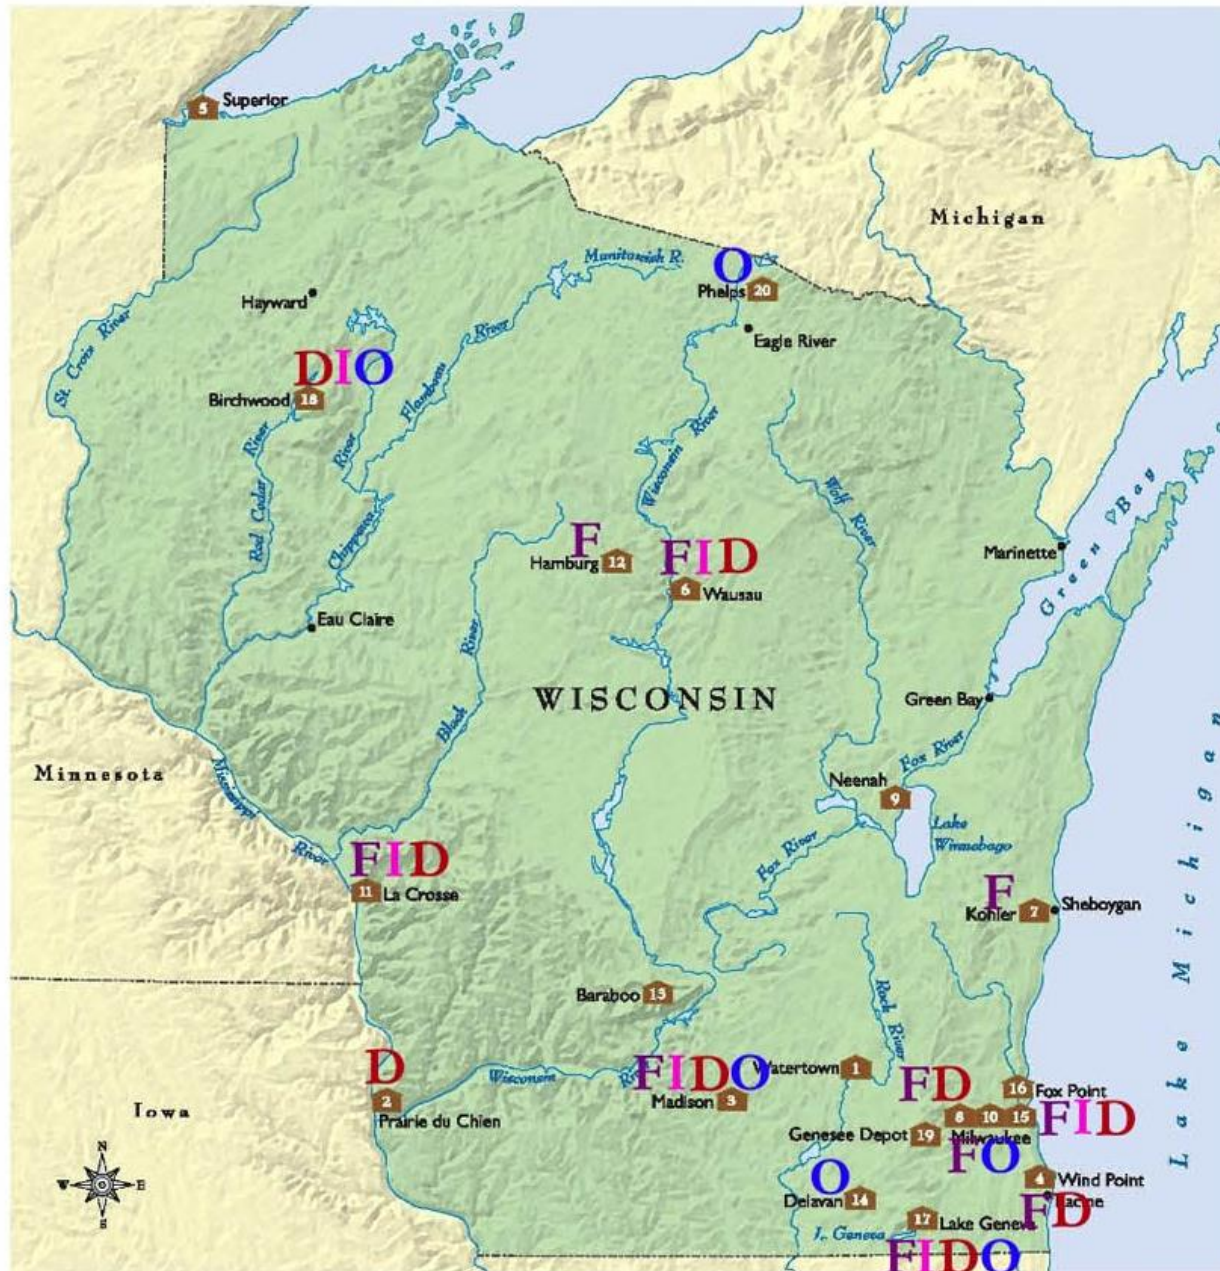 5 Superior
Michigan
Manitowish R.
O
Phelps 20
Hayward
Eagle River
River
St. Croix River
DIO
Birchwood 18
Flambeau
River
River
River
Wisconsin
Wolf River
Red Cedar
Chippewa
F
Hamburg 12
FID
6 Wausau
Marinette
Green Bay
Eau Claire
River
WISCONSIN
Green Bay
Black
Fox River
Minnesota
Mississippi
Neenah
9
River
Lake
Winnebago
Fox River
FID
11 La Crosse
F
Kohler 7 Sheboygan
Lake Michigan
Baraboo 13
Rock River
D
2
Prairie du Chien
Wisconsin
FIDO
Madison 3
Watertown 1
FD
16 Fox Point
Iowa
8 10 15 FID
Genesee Depot 19 Milwaukee
FO
N
W E
S
O
Delavan 14
4 Wind Point
Racine
FD
17 Lake Geneva
L. Geneva
FIDO